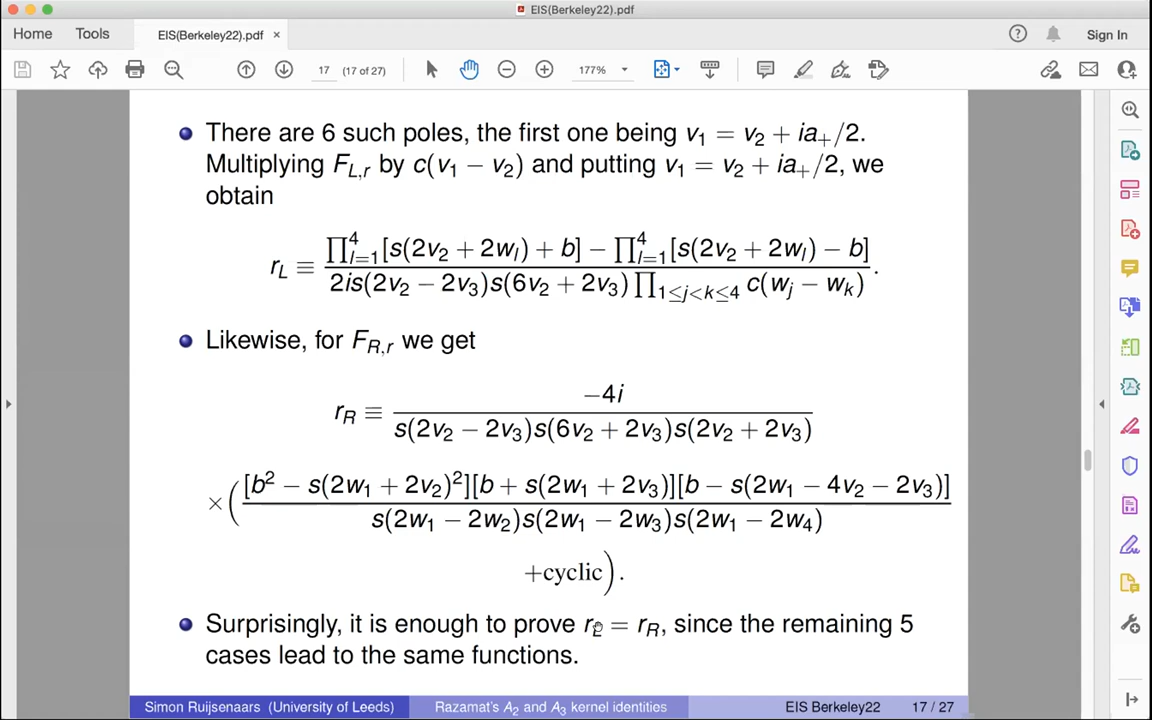 EIS(Berkeley22).pdf
Home Tools EIS(Berkeley22).pdf × Sign In
17 (17 of 27) 177%
There are 6 such poles, the first one being v₁ = v₂ + ia₊/2.
Multiplying F_{L,r} by c(v₁ − v₂) and putting v₁ = v₂ + ia₊/2, we
obtain
r_L ≡ \frac{∏_{l=1}^{4}[s(2v₂ + 2w_l) + b] − ∏_{l=1}^{4}[s(2v₂ + 2w_l) − b]}{2is(2v₂ − 2v₃)s(6v₂ + 2v₃) ∏_{1≤j<k≤4} c(w_j − w_k)}.
Likewise, for F_{R,r} we get
r_R ≡ \frac{−4i}{s(2v₂ − 2v₃)s(6v₂ + 2v₃)s(2v₂ + 2v₃)}
×(\frac{[b² − s(2w₁ + 2v₂)²][b + s(2w₁ + 2v₃)][b − s(2w₁ − 4v₂ − 2v₃)]}{s(2w₁ − 2w₂)s(2w₁ − 2w₃)s(2w₁ − 2w₄)}
+cyclic).
Surprisingly, it is enough to prove r_L = r_R, since the remaining 5
cases lead to the same functions.
Simon Ruijsenaars (University of Leeds) Razamat's A₂ and A₃ kernel identities EIS Berkeley22 17 / 27